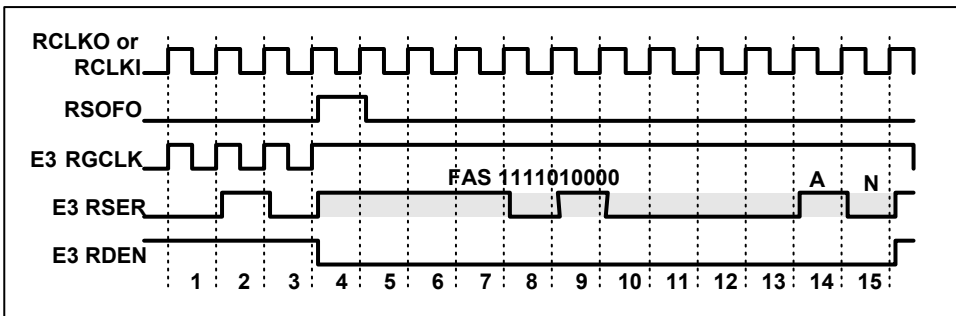 RCLKO or
RCLKI
RSOFO
E3 RGCLK
FAS 1111010000
A N
E3 RSER
E3 RDEN
1 2 3 4 5 6 7 8 9 10 11 12 13 14 15